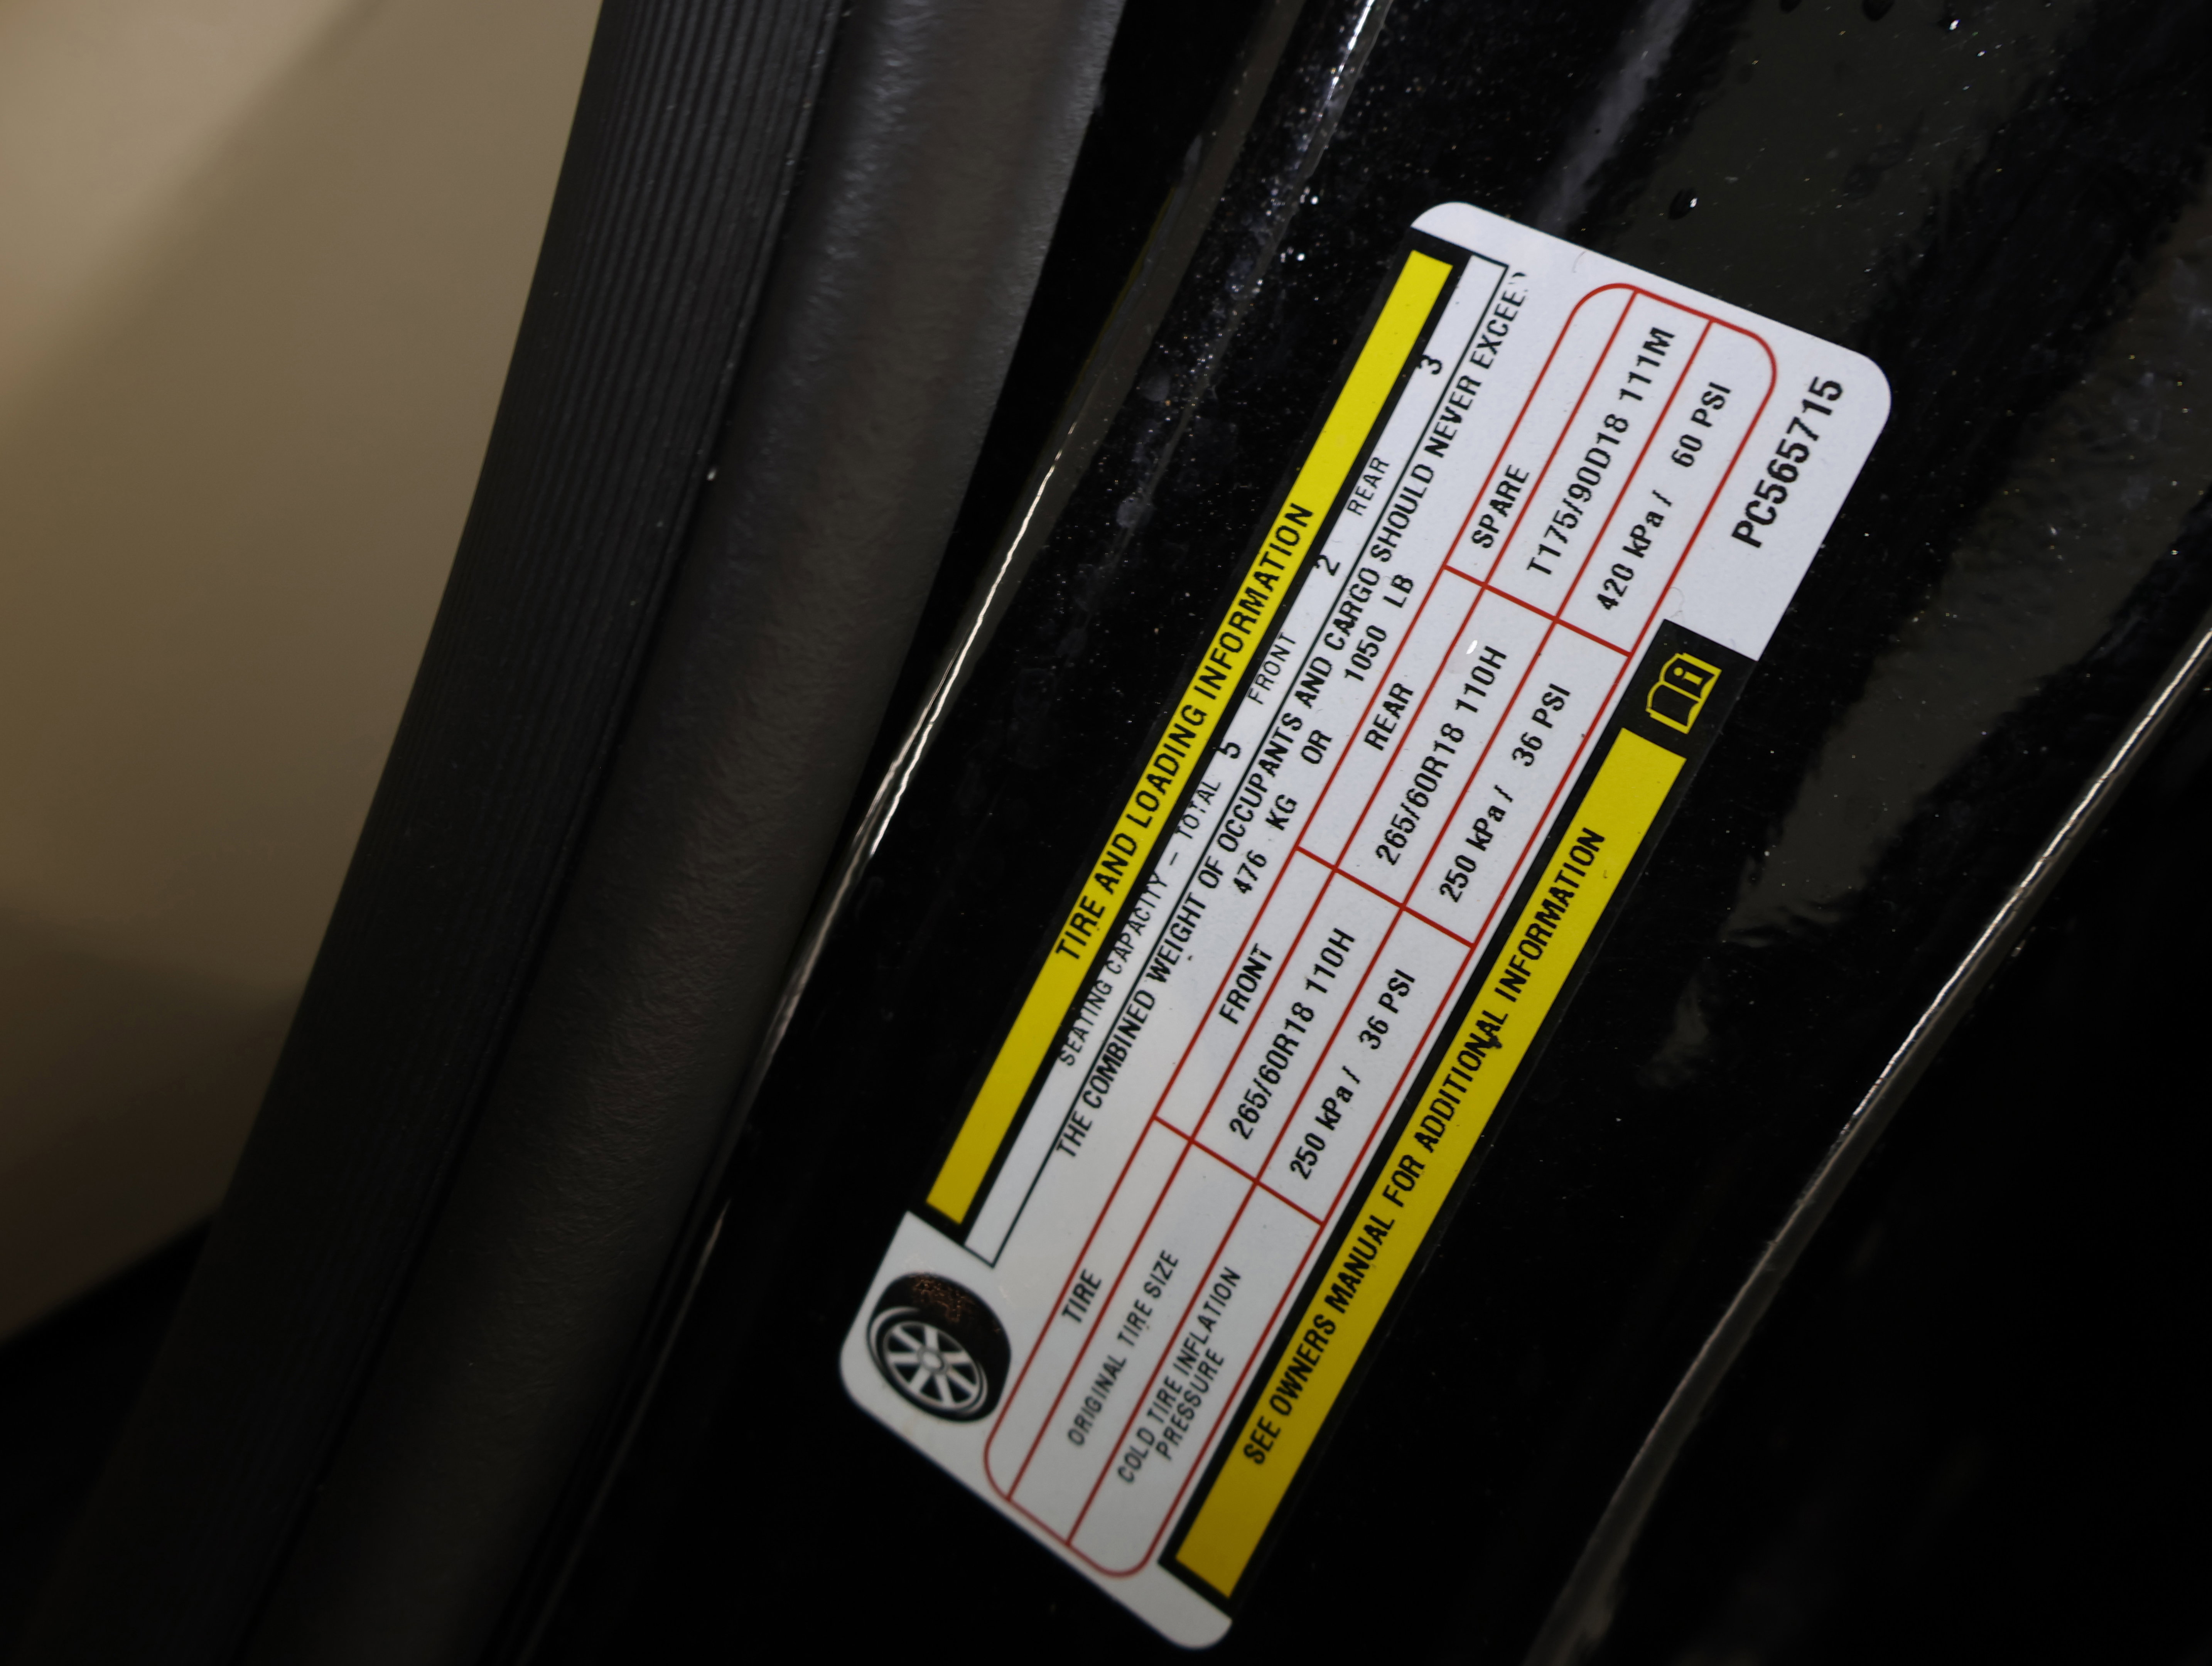 TIRE AND LOADING INFORMATION
SEATING CAPACITY - TOTAL 5 FRONT 2 REAR 3
THE COMBINED WEIGHT OF OCCUPANTS AND CARGO SHOULD NEVER EXCEED
476 KG OR 1050 LB
TIRE FRONT REAR SPARE
ORIGINAL TIRE SIZE 265/60R18 110H 265/60R18 110H T175/90D18 111M
COLD TIRE INFLATION
PRESSURE 250 kPa / 36 PSI 250 kPa / 36 PSI 420 kPa / 60 PSI
SEE OWNERS MANUAL FOR ADDITIONAL INFORMATION
PC565715